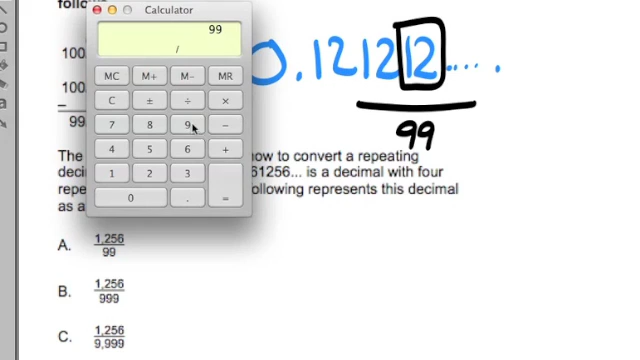 follows
Calculator
99
/
MC M+ M- MR
C ± ÷ ×
7 8 9 −
4 5 6 +
1 2 3
0 . =
100
100
−
99
0.121212.....
99
The
how to convert a repeating
61256... is a decimal with four
repe
ollowing represents this decimal
as a
A. 1,256/99
B. 1,256/999
C. 1,256/9,999